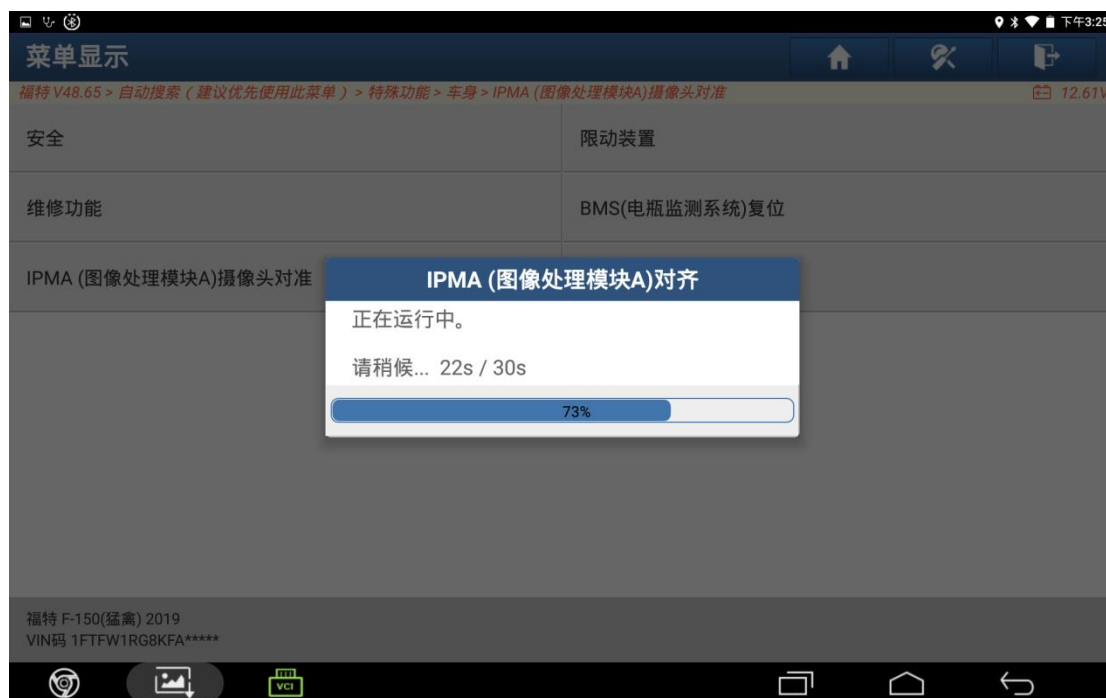 下午3:25
菜单显示
福特 V48.65 > 自动搜索 ( 建议优先使用此菜单 ) > 特殊功能 > 车身 > IPMA (图像处理模块A)摄像头对准
12.61V
安全
限动装置
维修功能
BMS(电瓶监测系统)复位
IPMA (图像处理模块A)摄像头对准
IPMA (图像处理模块A)对齐
正在运行中。
请稍候... 22s / 30s
73%
福特 F-150(猛禽) 2019
VIN码 1FTFW1RG8KFA*****
VCI